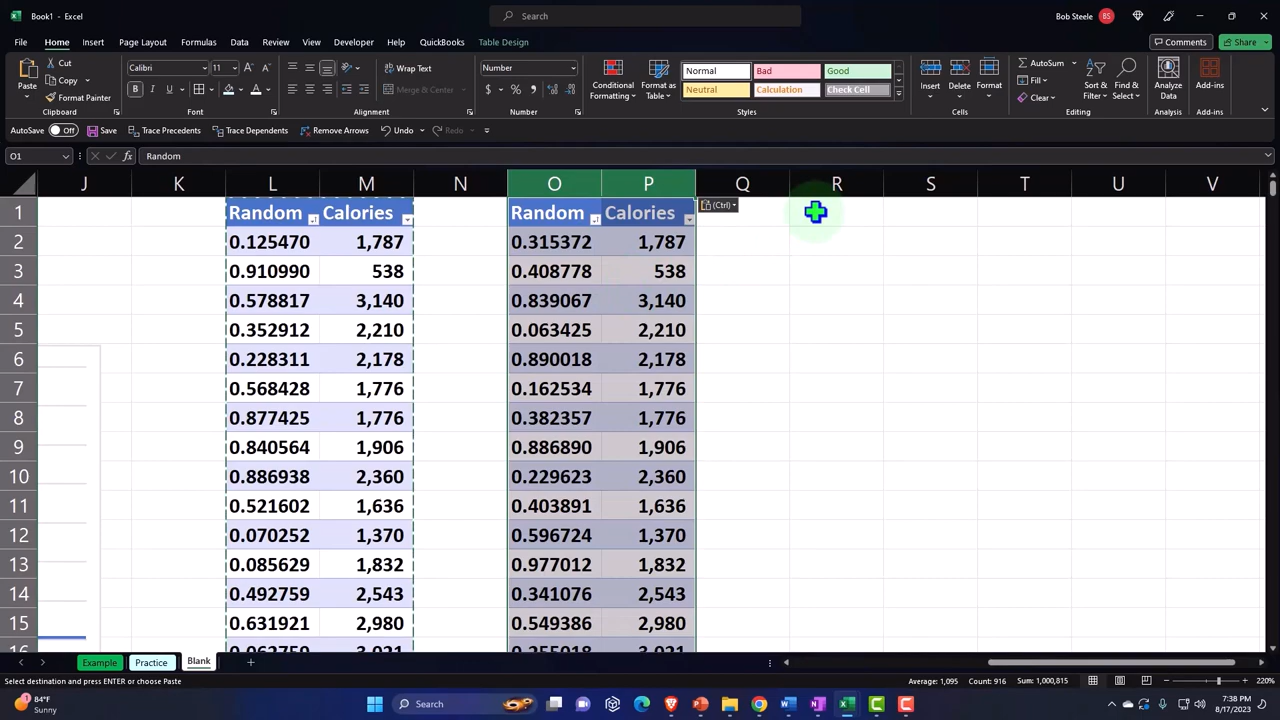 Book1 - Excel
Search
Bob Steele BS
File Home Insert Page Layout Formulas Data Review View Developer Help QuickBooks Table Design
Comments Share
Paste Cut Copy Format Painter
Clipboard
Calibri 11
B I U
Font
Wrap Text
Merge & Center
Alignment
Number
$ % 9
Number
Conditional Formatting Format as Table
Normal Bad Good
Neutral Calculation Check Cell
Styles
Insert Delete Format
Cells
AutoSum Fill Clear
Sort & Filter Find & Select
Editing
Analyze Data
Analysis
Add-ins
Add-ins
AutoSave Off Save Trace Precedents Trace Dependents Remove Arrows Undo Redo
O1 fx Random
J K L M N O P Q R S T U V
1 Random Calories Random Calories (Ctrl)
2 0.125470 1,787 0.315372 1,787
3 0.910990 538 0.408778 538
4 0.578817 3,140 0.839067 3,140
5 0.352912 2,210 0.063425 2,210
6 0.228311 2,178 0.890018 2,178
7 0.568428 1,776 0.162534 1,776
8 0.877425 1,776 0.382357 1,776
9 0.840564 1,906 0.886890 1,906
10 0.886938 2,360 0.229623 2,360
11 0.521602 1,636 0.403891 1,636
12 0.070252 1,370 0.596724 1,370
13 0.085629 1,832 0.977012 1,832
14 0.492759 2,543 0.341076 2,543
15 0.631921 2,980 0.549386 2,980
16 0.062759 3,021 0.255018 3,021
Example Practice Blank
Select destination and press ENTER or choose Paste
Average: 1,095 Count: 916 Sum: 1,000,815
220%
84°F
Sunny
Search
7:38 PM
8/17/2023